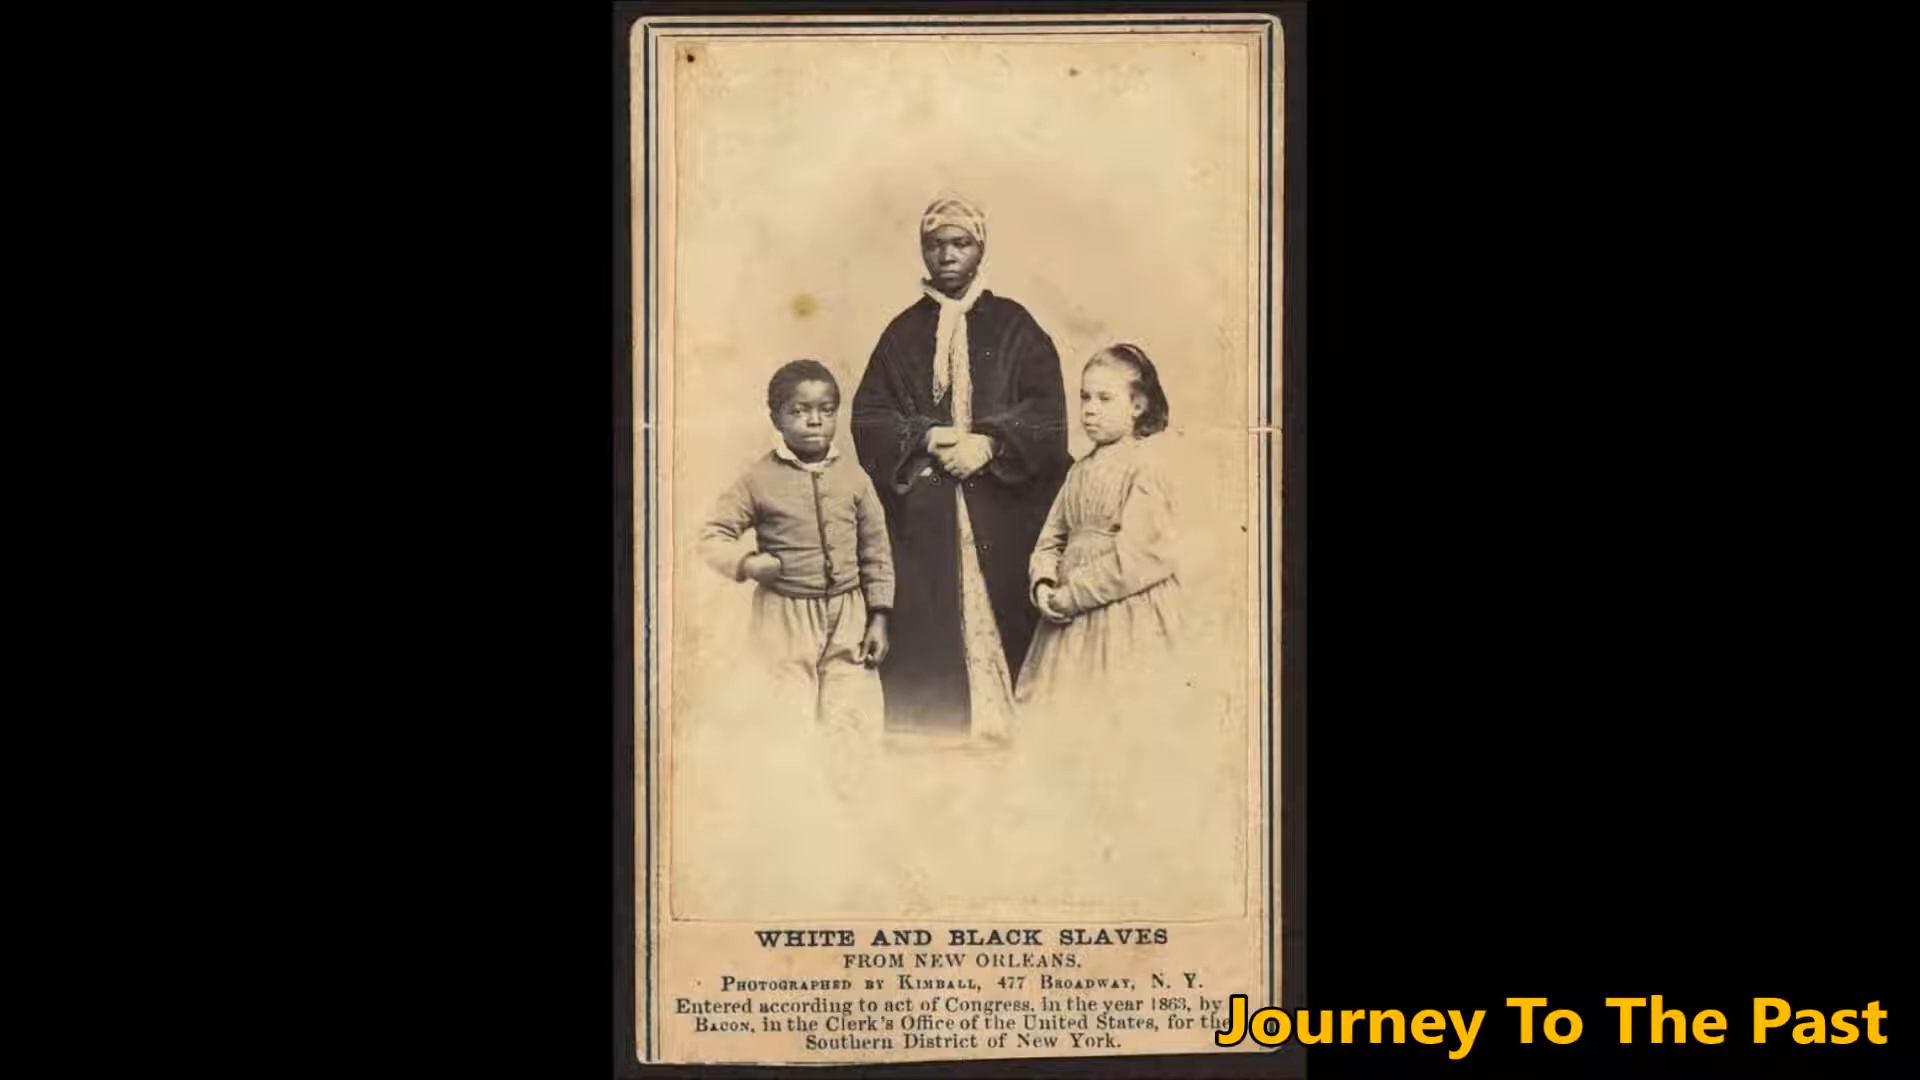 WHITE AND BLACK SLAVES
FROM NEW ORLEANS.
PHOTOGRAPHED BY KIMBALL, 477 BROADWAY, N. Y.
Entered according to act of Congress, in the year 1863, by
BACON, in the Clerk's Office of the United States, for the
Southern District of New York.
Journey To The Past